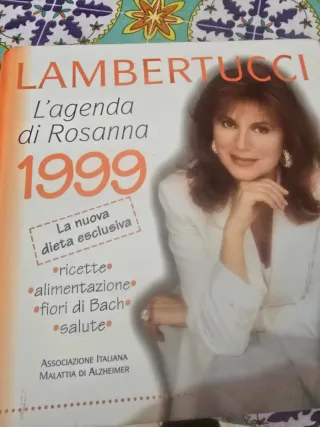 LAMBERTUCCI
L'agenda
di Rosanna
1999
La nuova
dieta esclusiva
•ricette•
•alimentazione•
•fiori di Bach•
•salute•
ASSOCIAZIONE ITALIANA
MALATTIA DI ALZHEIMER